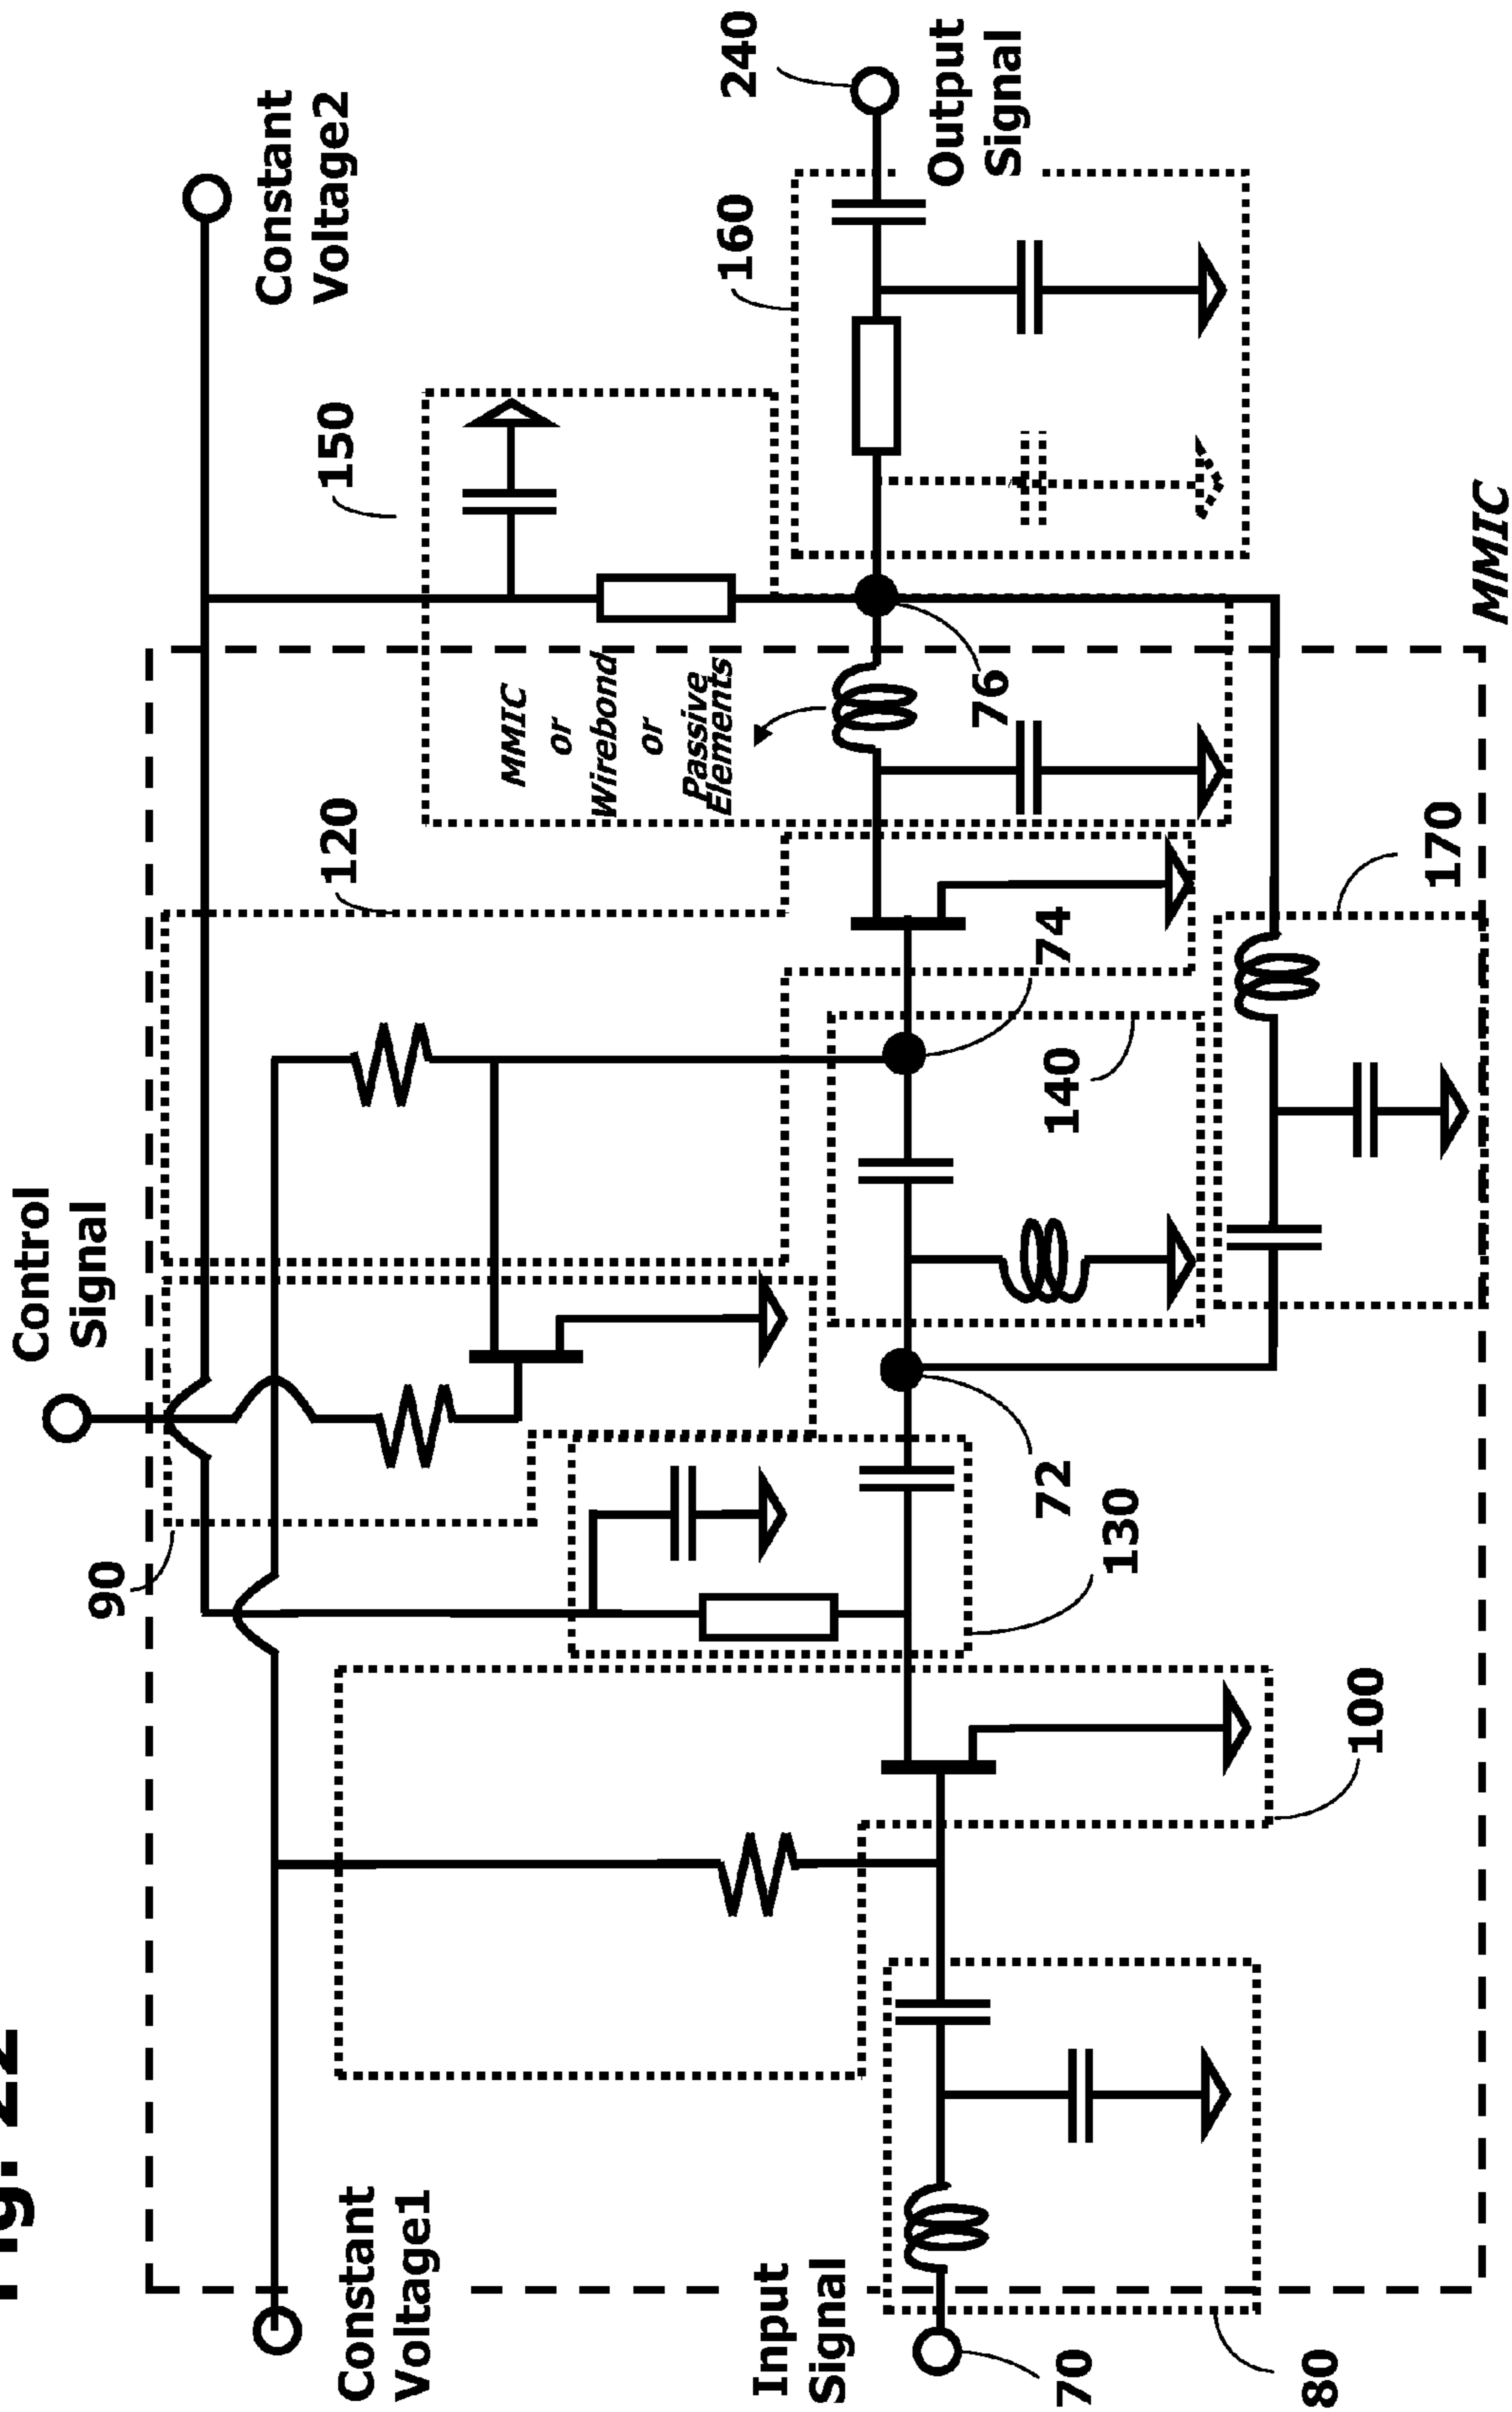 Fig. 22
Control
Signal
Constant
Voltage2
90
120
150
160
240
Constant
Voltage1
MMIC
or
Wirebond
or
Passive
Elements
Output
Signal
Input
Signal
70
80
100
130
72
140
74
76
170
MMIC